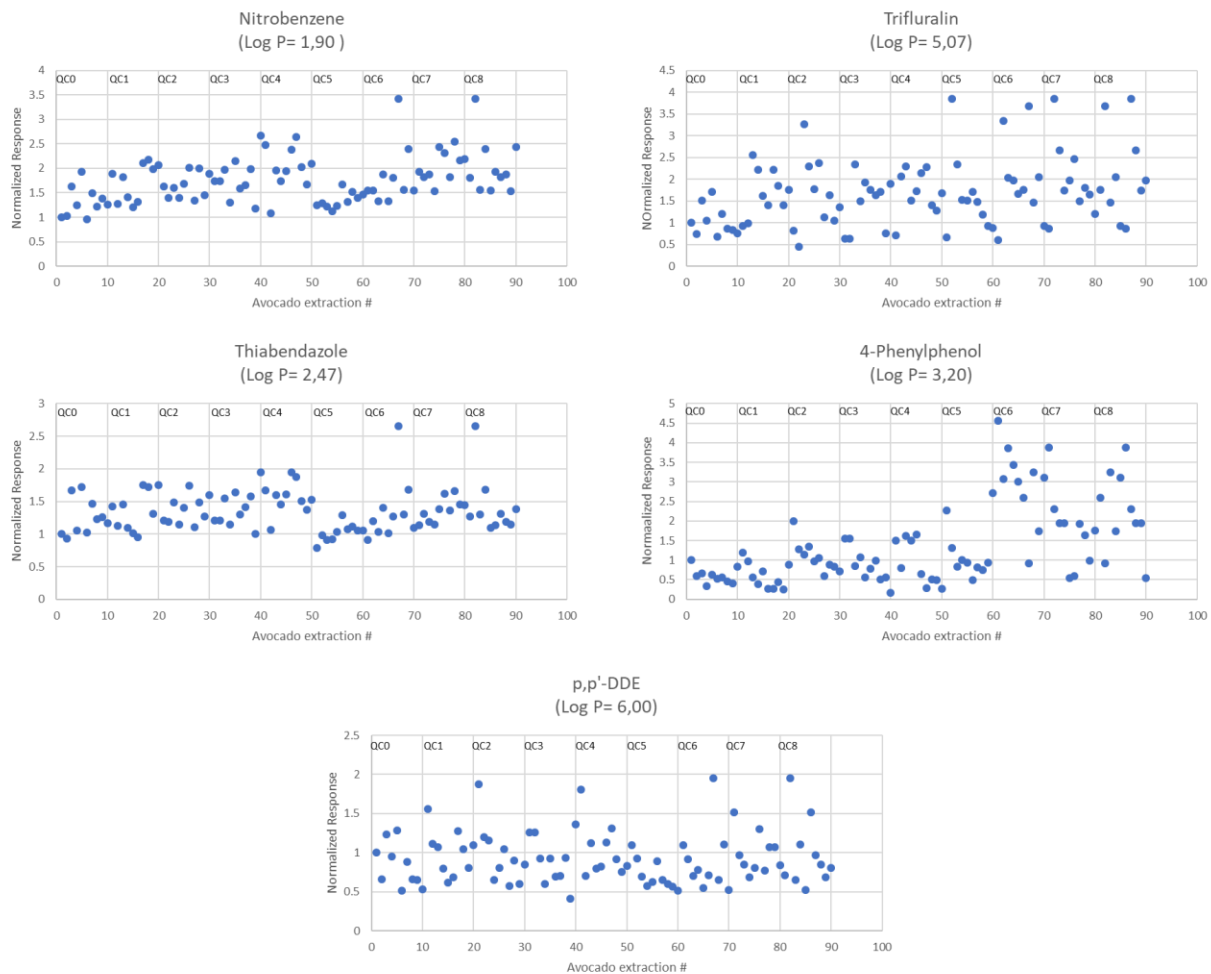 Nitrobenzene
(Log P= 1,90 )
Normalized Response
4
3.5
3
2.5
2
1.5
1
0.5
0
QC0 QC1 QC2 QC3 QC4 QC5 QC6 QC7 QC8
0 10 20 30 40 50 60 70 80 90 100
Avocado extraction #
Trifluralin
(Log P= 5,07)
NOrmalized Response
4.5
4
3.5
3
2.5
2
1.5
1
0.5
0
QC0 QC1 QC2 QC3 QC4 QC5 QC6 QC7 QC8
0 10 20 30 40 50 60 70 80 90 100
Avocado extraction #
Thiabendazole
(Log P= 2,47)
Normalized Response
3
2.5
2
1.5
1
0.5
0
QC0 QC1 QC2 QC3 QC4 QC5 QC6 QC7 QC8
0 10 20 30 40 50 60 70 80 90 100
Avocado extraction #
4-Phenylphenol
(Log P= 3,20)
Normaalized Response
5
4.5
4
3.5
3
2.5
2
1.5
1
0.5
0
QC0 QC1 QC2 QC3 QC4 QC5 QC6 QC7 QC8
0 10 20 30 40 50 60 70 80 90 100
Avocado extraction #
p,p'-DDE
(Log P= 6,00)
Normalized Response
2.5
2
1.5
1
0.5
0
QC0 QC1 QC2 QC3 QC4 QC5 QC6 QC7 QC8
0 10 20 30 40 50 60 70 80 90 100
Avocado extraction #